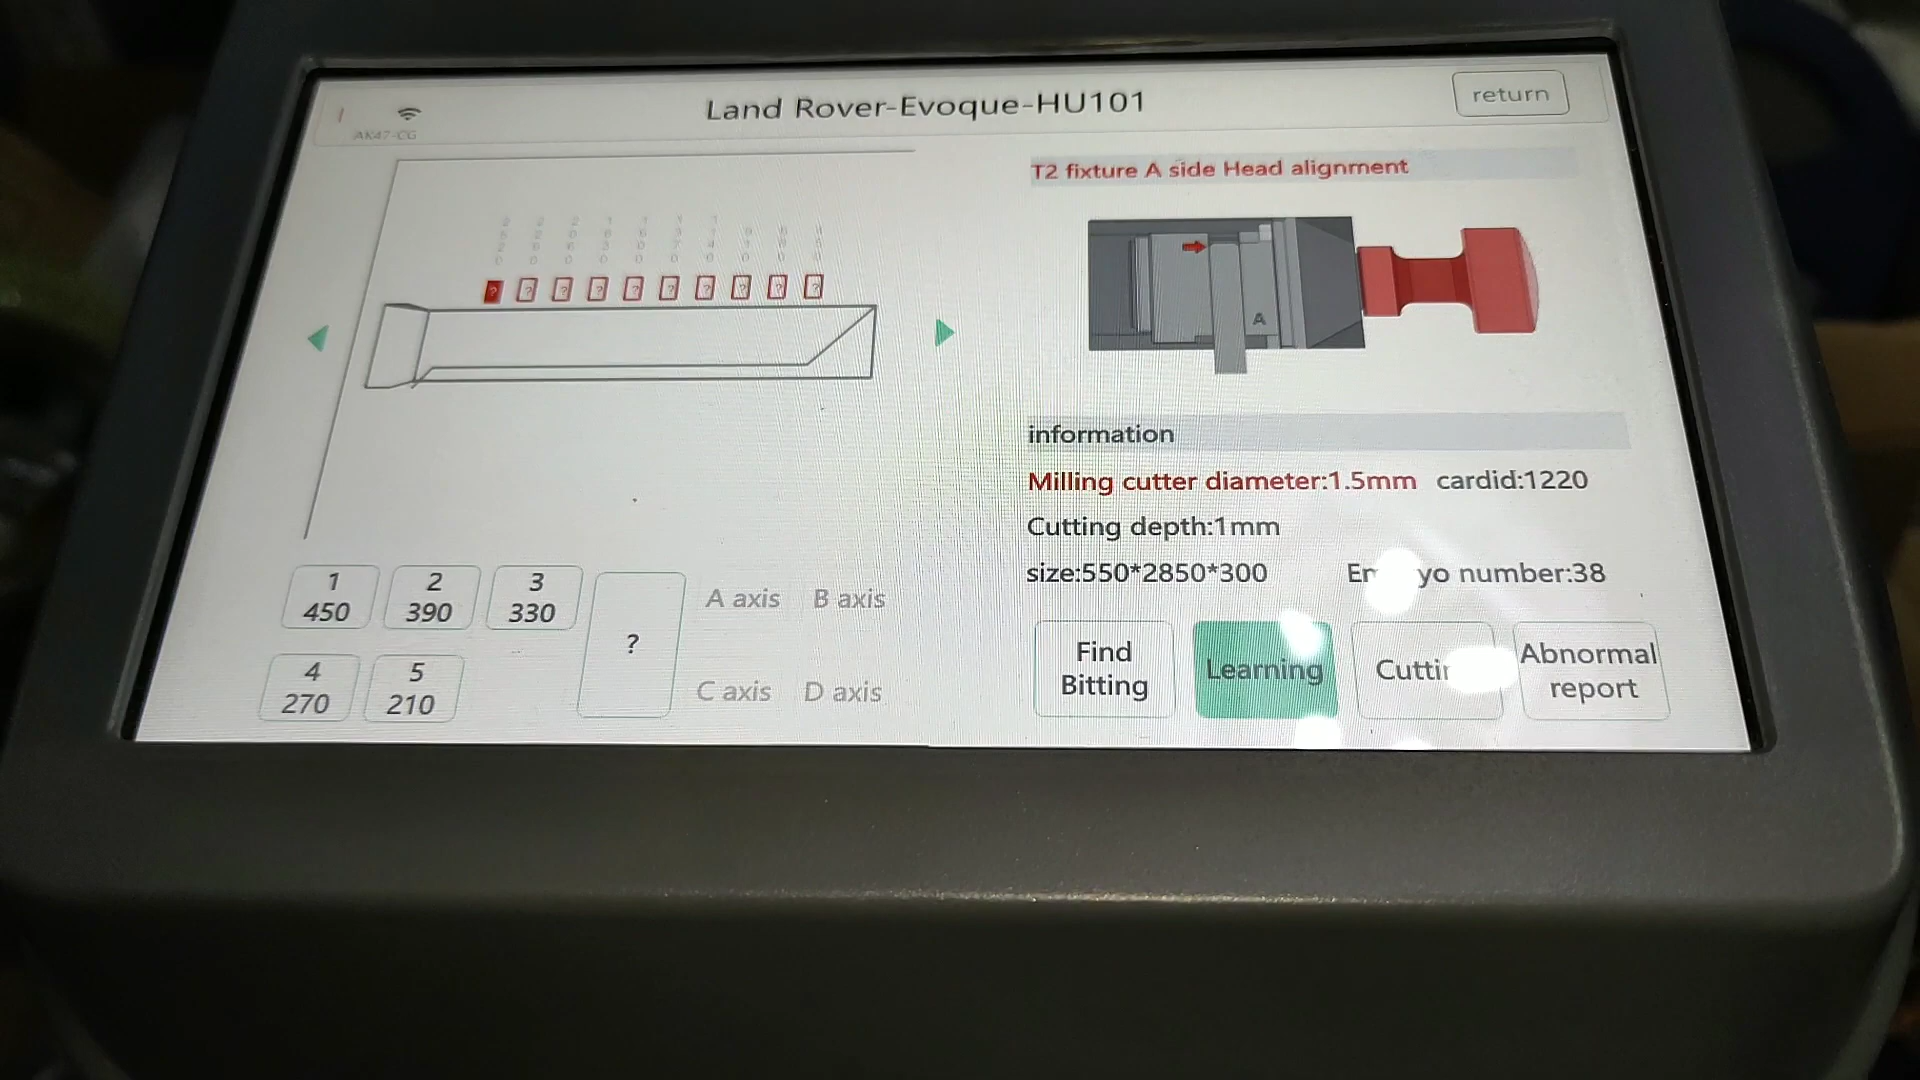 Land Rover-Evoque-HU101
return
AK47-CG
T2 fixture A side Head alignment
? ? ? ? ? ? ? ? ? ?
A
information
Milling cutter diameter:1.5mm cardid:1220
Cutting depth:1mm
size:550*2850*300
number:38
1 2 3
450 390 330
?
A axis B axis
4 5
270 210
C axis D axis
Find
Bitting
Learning
Abnormal
report